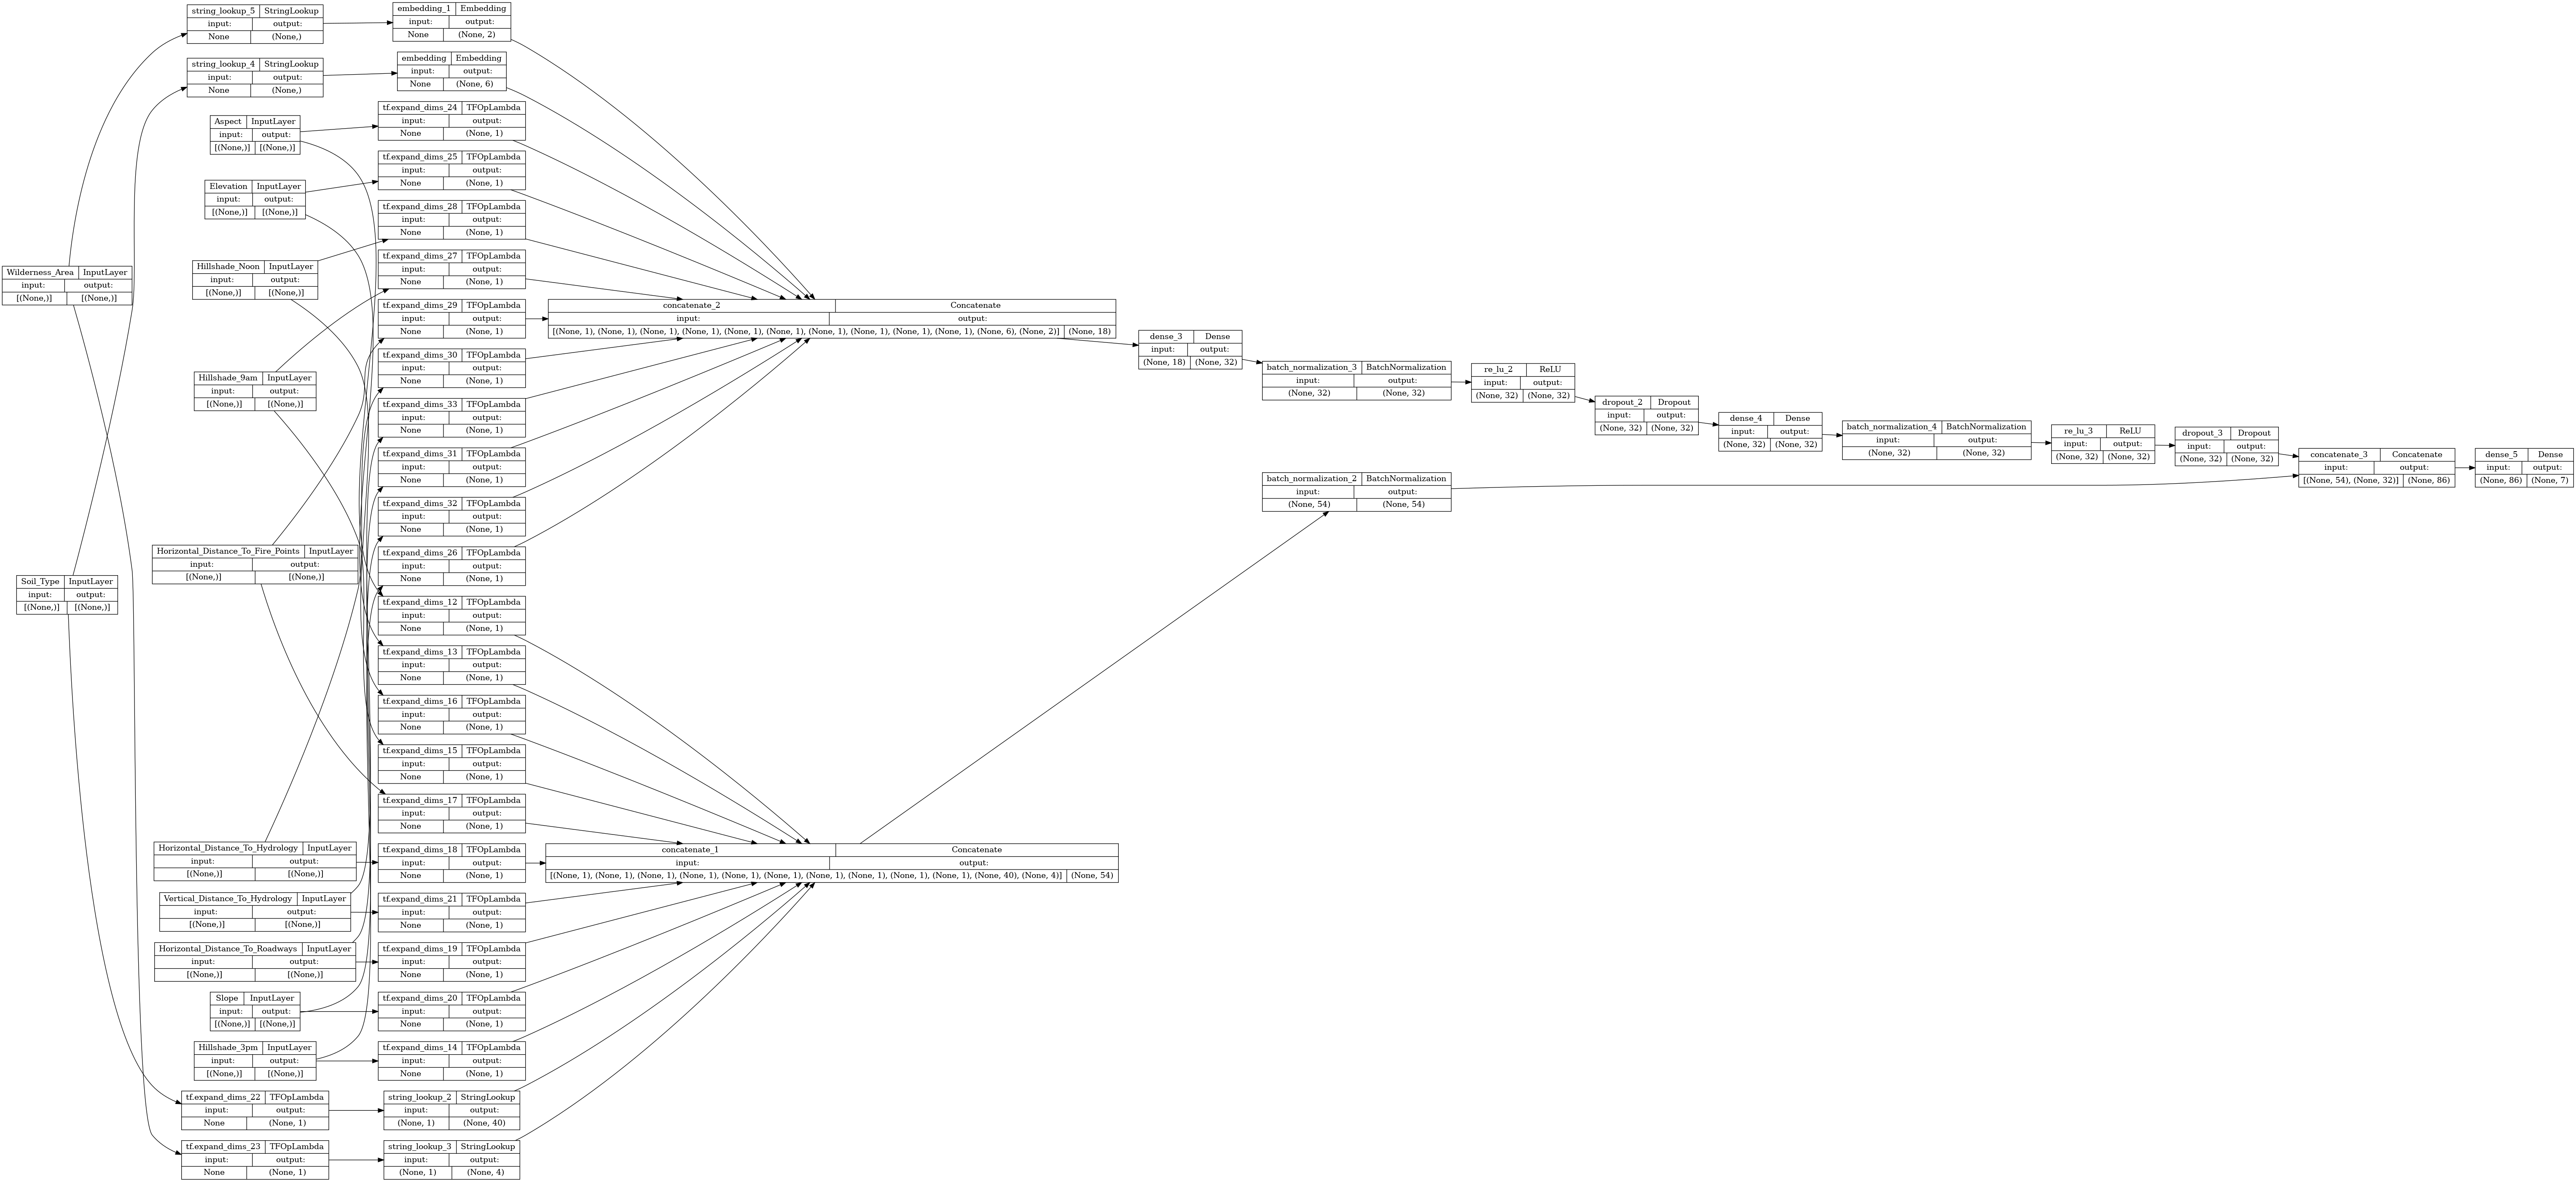 string_lookup_5 StringLookup
input: output:
None (None,)
embedding_1 Embedding
input: output:
None (None, 2)
string_lookup_4 StringLookup
input: output:
None (None,)
embedding Embedding
input: output:
None (None, 6)
Aspect InputLayer
input: output:
[(None,)] [(None,)]
tf.expand_dims_24 TFOpLambda
input: output:
None (None, 1)
Elevation InputLayer
input: output:
[(None,)] [(None,)]
tf.expand_dims_25 TFOpLambda
input: output:
None (None, 1)
tf.expand_dims_28 TFOpLambda
input: output:
None (None, 1)
Wilderness_Area InputLayer
input: output:
[(None,)] [(None,)]
Hillshade_Noon InputLayer
input: output:
[(None,)] [(None,)]
tf.expand_dims_27 TFOpLambda
input: output:
None (None, 1)
tf.expand_dims_29 TFOpLambda
input: output:
None (None, 1)
concatenate_2 Concatenate
input: output:
[(None, 1), (None, 1), (None, 1), (None, 1), (None, 1), (None, 1), (None, 1), (None, 1), (None, 1), (None, 1), (None, 6), (None, 2)] (None, 18)
dense_3 Dense
input: output:
(None, 18) (None, 32)
tf.expand_dims_30 TFOpLambda
input: output:
None (None, 1)
batch_normalization_3 BatchNormalization
input: output:
(None, 32) (None, 32)
re_lu_2 ReLU
input: output:
(None, 32) (None, 32)
Hillshade_9am InputLayer
input: output:
[(None,)] [(None,)]
dropout_2 Dropout
input: output:
(None, 32) (None, 32)
tf.expand_dims_33 TFOpLambda
input: output:
None (None, 1)
dense_4 Dense
input: output:
(None, 32) (None, 32)
batch_normalization_4 BatchNormalization
input: output:
(None, 32) (None, 32)
re_lu_3 ReLU
input: output:
(None, 32) (None, 32)
dropout_3 Dropout
input: output:
(None, 32) (None, 32)
tf.expand_dims_31 TFOpLambda
input: output:
None (None, 1)
concatenate_3 Concatenate
input: output:
[(None, 54), (None, 32)] (None, 86)
dense_5 Dense
input: output:
(None, 86) (None, 7)
batch_normalization_2 BatchNormalization
input: output:
(None, 54) (None, 54)
tf.expand_dims_32 TFOpLambda
input: output:
None (None, 1)
Horizontal_Distance_To_Fire_Points InputLayer
input: output:
[(None,)] [(None,)]
tf.expand_dims_26 TFOpLambda
input: output:
None (None, 1)
Soil_Type InputLayer
input: output:
[(None,)] [(None,)]
tf.expand_dims_12 TFOpLambda
input: output:
None (None, 1)
tf.expand_dims_13 TFOpLambda
input: output:
None (None, 1)
tf.expand_dims_16 TFOpLambda
input: output:
None (None, 1)
tf.expand_dims_15 TFOpLambda
input: output:
None (None, 1)
tf.expand_dims_17 TFOpLambda
input: output:
None (None, 1)
Horizontal_Distance_To_Hydrology InputLayer
input: output:
[(None,)] [(None,)]
tf.expand_dims_18 TFOpLambda
input: output:
None (None, 1)
concatenate_1 Concatenate
input: output:
[(None, 1), (None, 1), (None, 1), (None, 1), (None, 1), (None, 1), (None, 1), (None, 1), (None, 1), (None, 1), (None, 40), (None, 4)] (None, 54)
Vertical_Distance_To_Hydrology InputLayer
input: output:
[(None,)] [(None,)]
tf.expand_dims_21 TFOpLambda
input: output:
None (None, 1)
Horizontal_Distance_To_Roadways InputLayer
input: output:
[(None,)] [(None,)]
tf.expand_dims_19 TFOpLambda
input: output:
None (None, 1)
Slope InputLayer
input: output:
[(None,)] [(None,)]
tf.expand_dims_20 TFOpLambda
input: output:
None (None, 1)
Hillshade_3pm InputLayer
input: output:
[(None,)] [(None,)]
tf.expand_dims_14 TFOpLambda
input: output:
None (None, 1)
tf.expand_dims_22 TFOpLambda
input: output:
None (None, 1)
string_lookup_2 StringLookup
input: output:
(None, 1) (None, 40)
tf.expand_dims_23 TFOpLambda
input: output:
None (None, 1)
string_lookup_3 StringLookup
input: output:
(None, 1) (None, 4)